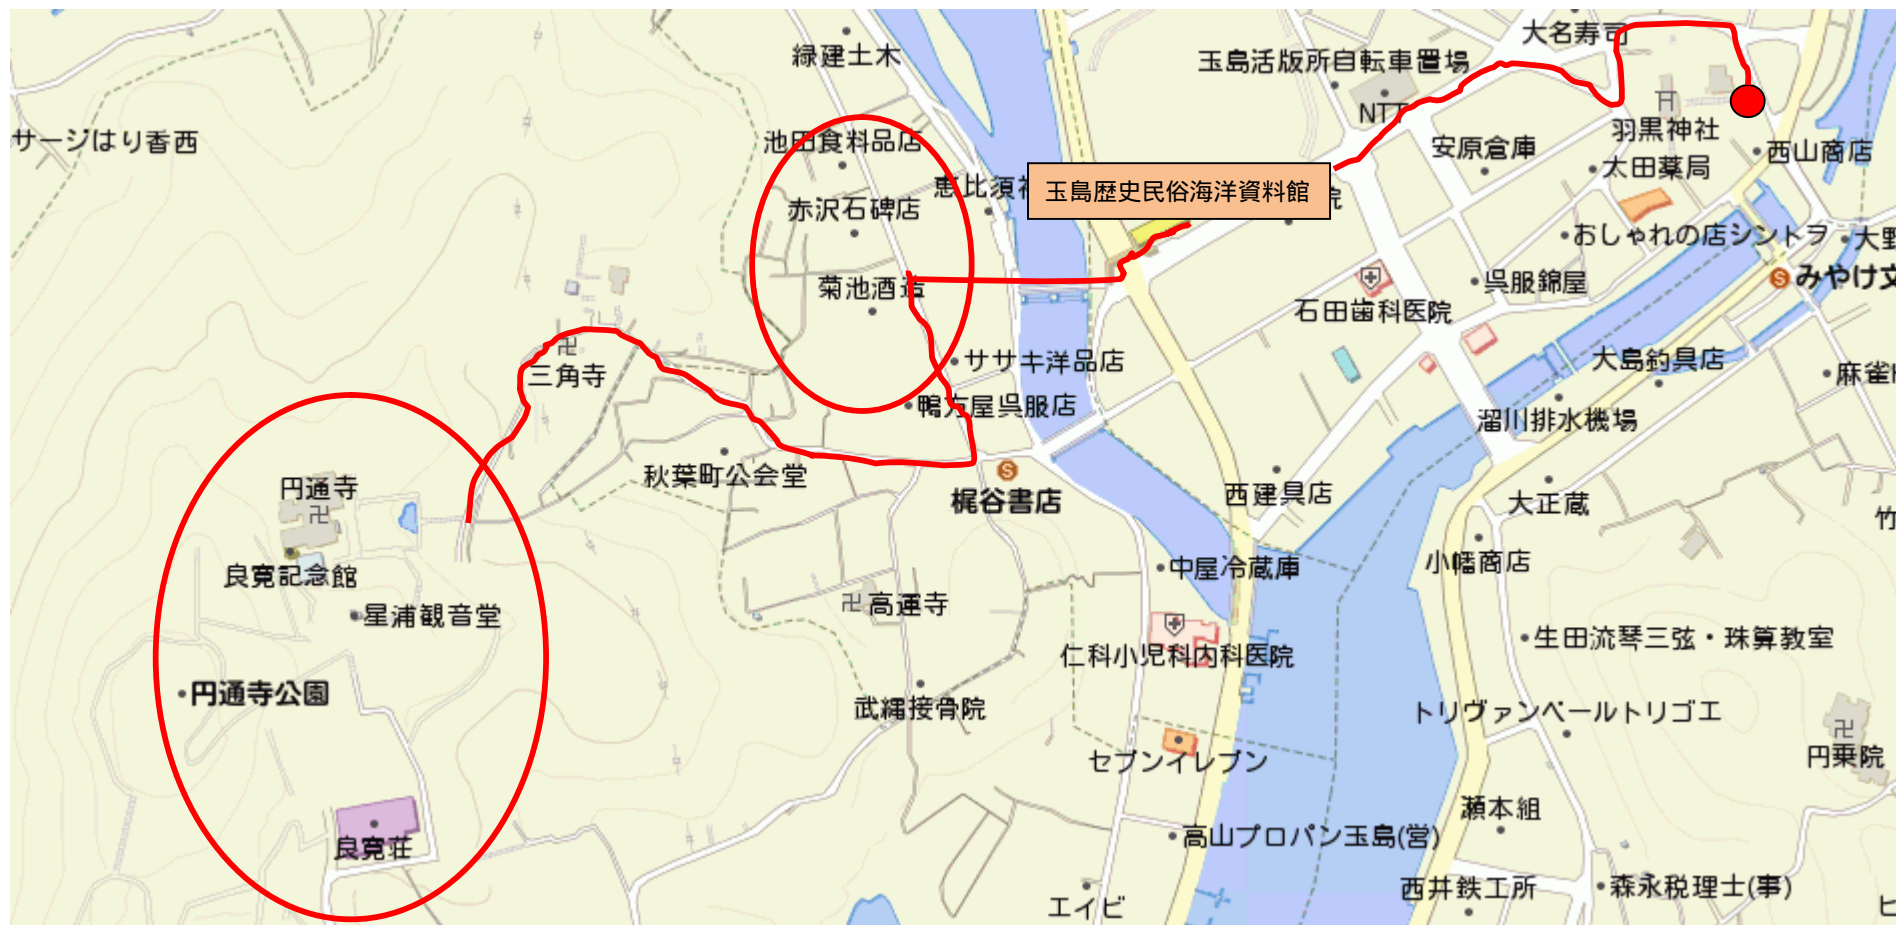 大名寿司
緑建土木
玉島活版所自転車置場
NTT
サージはり香西
池田食料品店
羽黒神社
安原倉庫
西山商店
太田薬局
恵比須神
玉島歴史民俗海洋資料館
院
赤沢石碑店
おしゃれの店シントヲ
大野
菊池酒造
呉服錦屋
みやけ文
石田歯科医院
ササキ洋品店
大島釣具店
三角寺
麻雀
鴨方屋呉服店
溜川排水機場
秋葉町公会堂
円通寺
梶谷書店
西建具店
大正蔵
竹
良寛記念館
中屋冷蔵庫
小幡商店
星浦観音堂
高運寺
生田流琴三弦・珠算教室
仁科小児科内科医院
円通寺公園
武縄接骨院
トリヴァンベールトリゴエ
セブンイレブン
円乗院
瀬本組
高山プロパン玉島(営)
良寛荘
西井鉄工所
森永税理士(事)
エイビ
ヒ